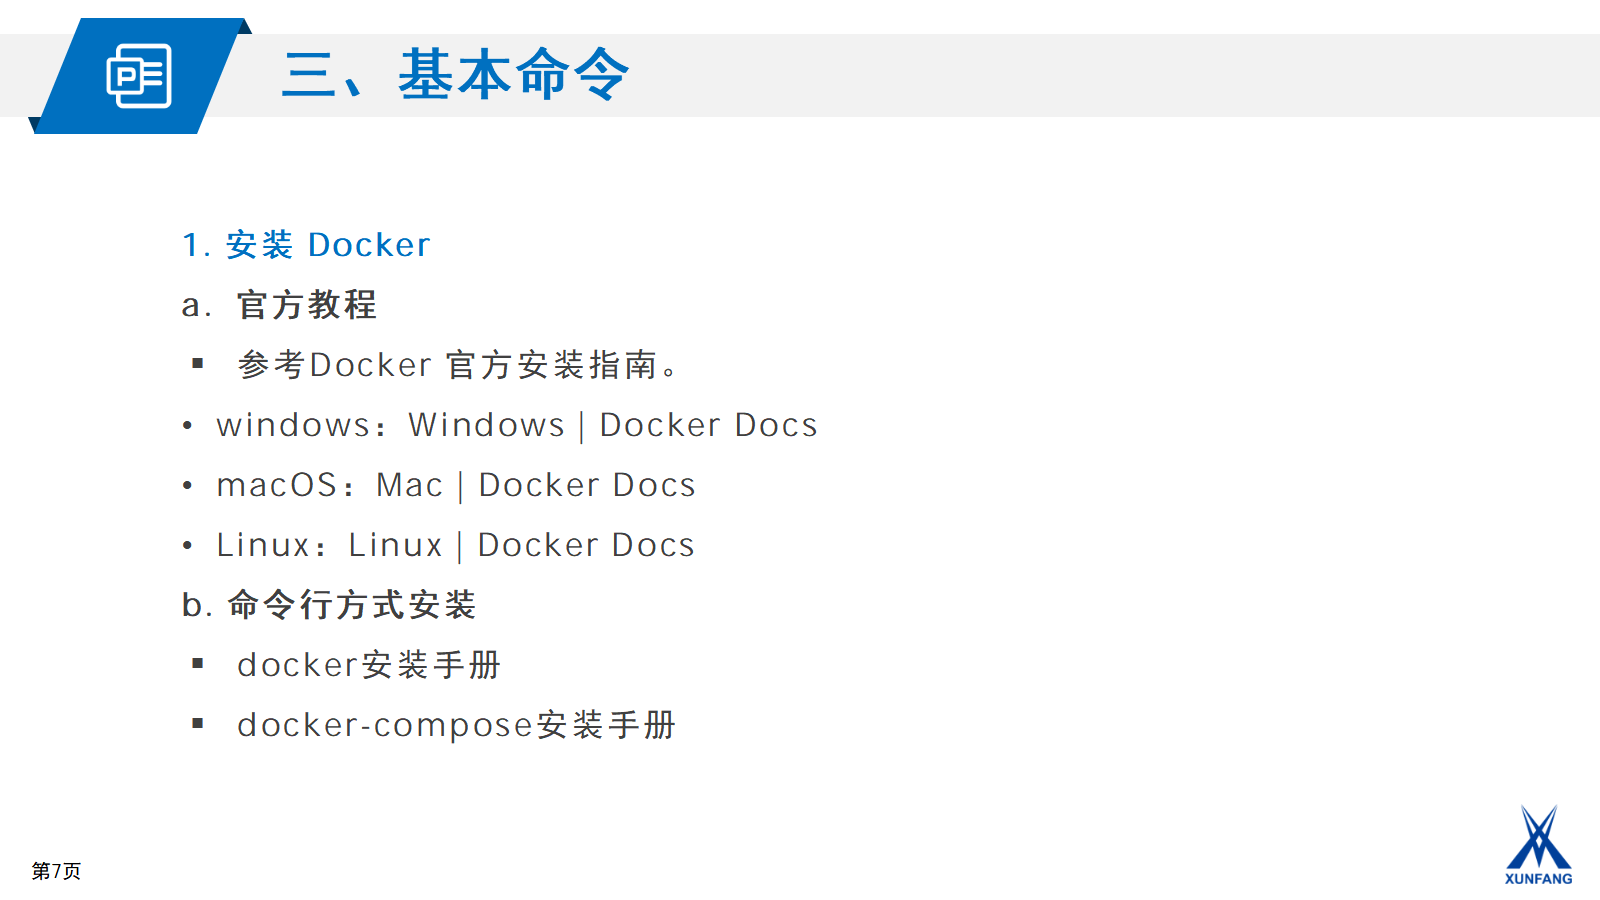 三、基本命令
1. 安装 Docker
a. 官方教程
▪ 参考Docker 官方安装指南。
• windows：Windows | Docker Docs
• macOS：Mac | Docker Docs
• Linux：Linux | Docker Docs
b. 命令行方式安装
▪ docker安装手册
▪ docker-compose安装手册
第7页
XUNFANG